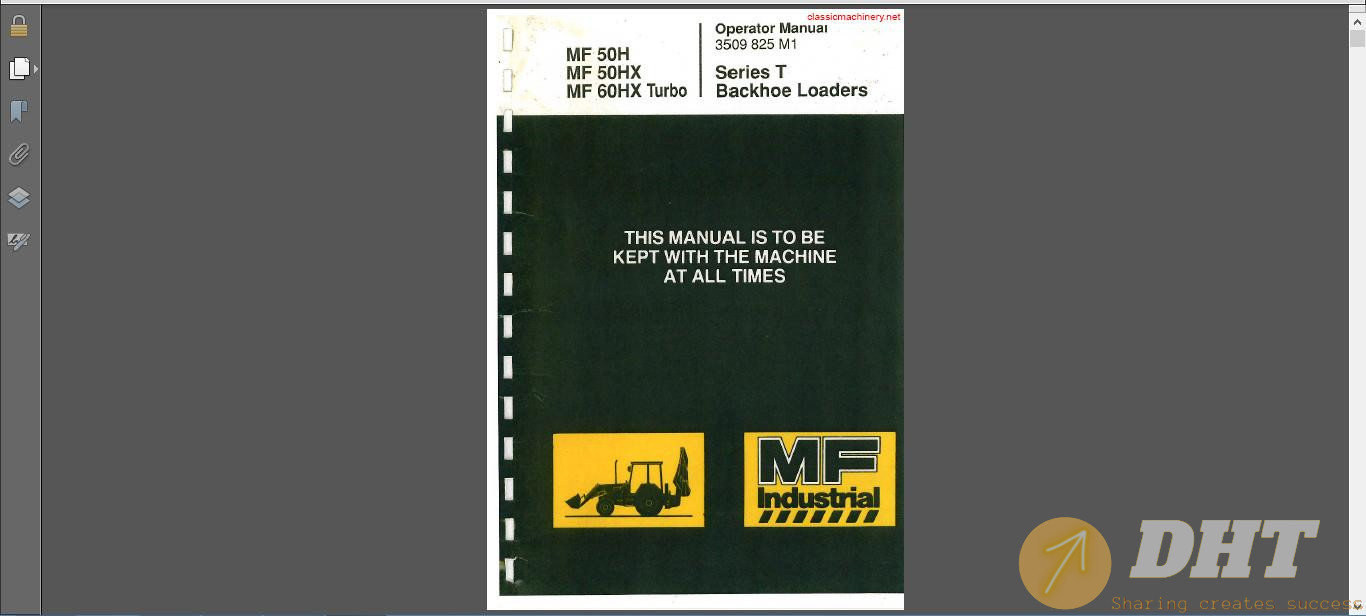 classicmachinery.net
MF 50H
MF 50HX
MF 60HX Turbo
Operator Manual
3509 825 M1
Series T
Backhoe Loaders
THIS MANUAL IS TO BE
KEPT WITH THE MACHINE
AT ALL TIMES
MF
Industrial
DHT
Sharing creates success